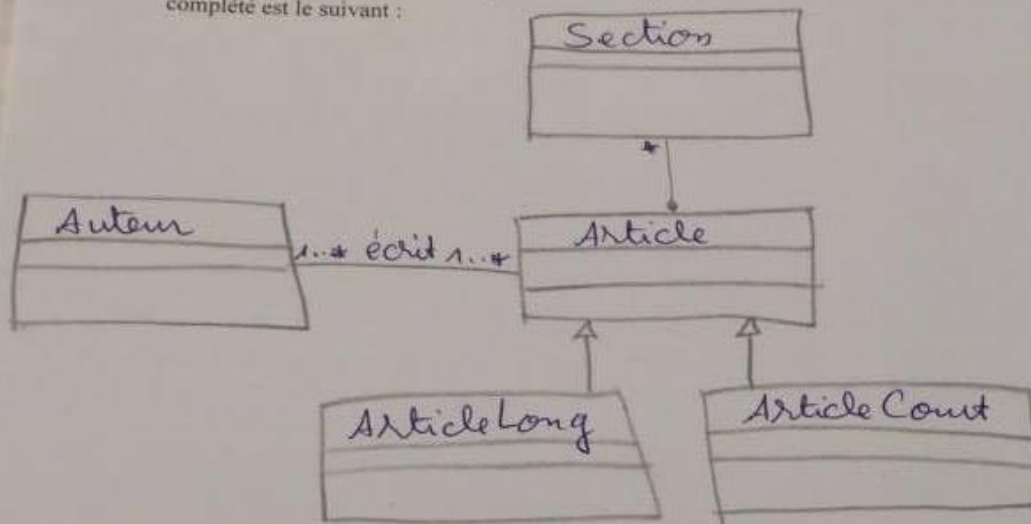 complété est le suivant :
Section
*
Auteur
1..* écrit 1..*
Article
ArticleLong
Article Court